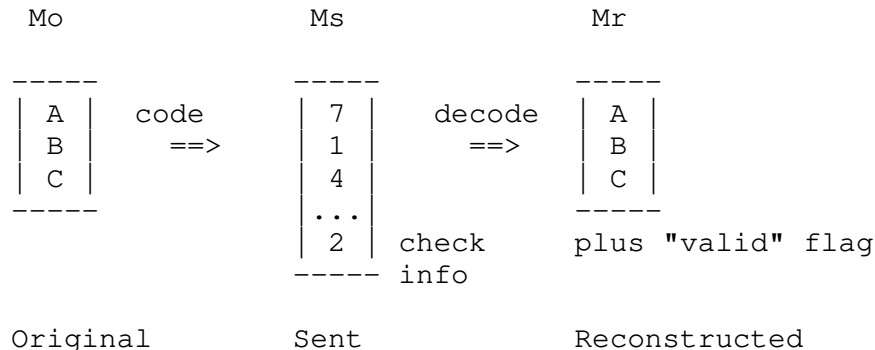 Mo Ms Mr
----- ----- -----
| A | code | 7 | decode | A |
| B | ==> | 1 | ==> | B |
| C | | 4 | | C |
----- |...| -----
| 2 | check plus "valid" flag
----- info
Original Sent Reconstructed